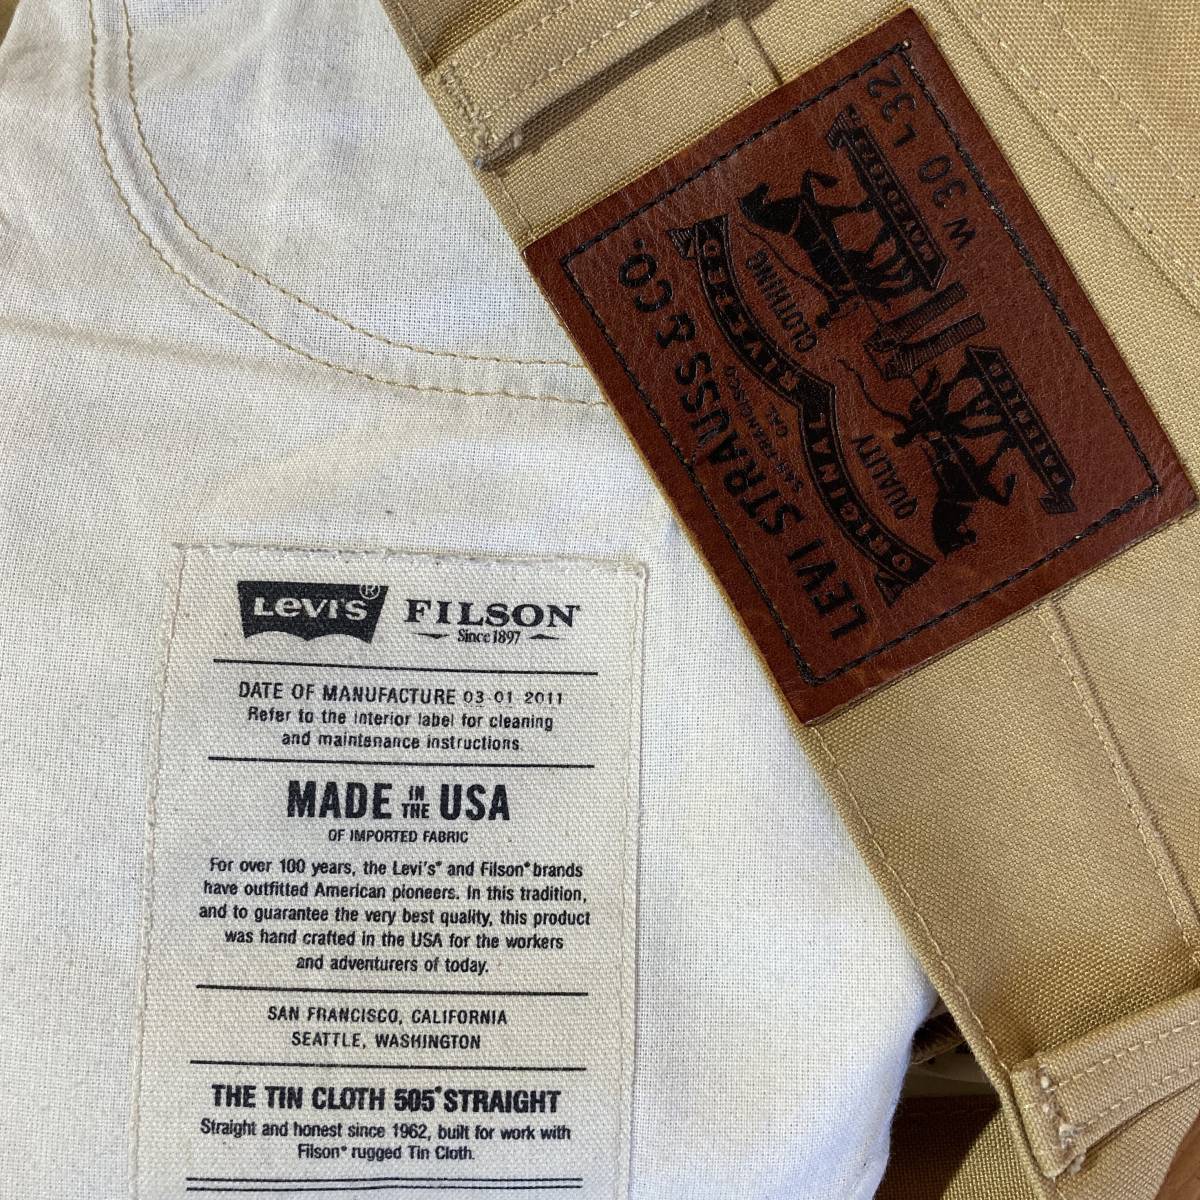 LEVI'S® FILSON®
Since 1897
DATE OF MANUFACTURE 03-01-2011
Refer to the interior label for cleaning
and maintenance instructions.
MADE IN THE USA
OF IMPORTED FABRIC
For over 100 years, the Levi's® and Filson® brands
have outfitted American pioneers. In this tradition,
and to guarantee the very best quality, this product
was hand crafted in the USA for the workers
and adventurers of today.
SAN FRANCISCO, CALIFORNIA
SEATTLE, WASHINGTON
THE TIN CLOTH 505® STRAIGHT
Straight and honest since 1962, built for work with
Filson® rugged Tin Cloth.
LEVI STRAUSS & CO.
SAN FRANCISCO
CAL
ORIGINAL RIVETED
QUALITY CLOTHING
W 30 L 32